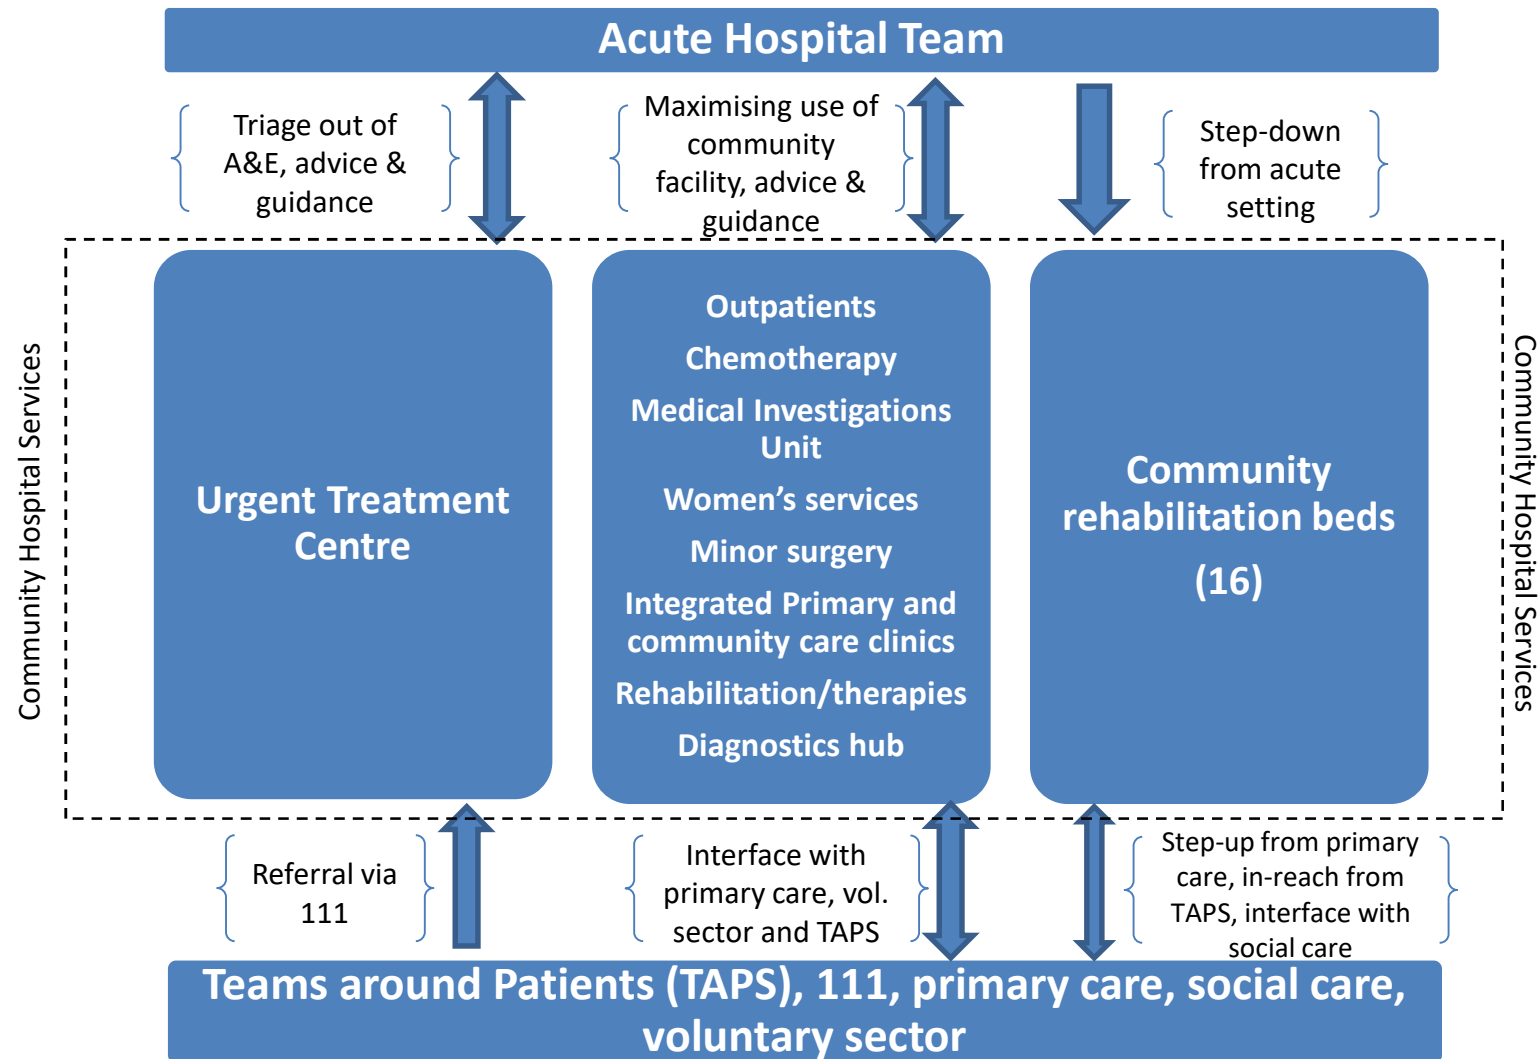 Acute Hospital Team
Triage out of
A&E, advice &
guidance
Maximising use of
community
facility, advice &
guidance
Step-down
from acute
setting
Community Hospital Services
Urgent Treatment
Centre
Outpatients
Chemotherapy
Medical Investigations
Unit
Women’s services
Minor surgery
Integrated Primary and
community care clinics
Rehabilitation/therapies
Diagnostics hub
Community
rehabilitation beds
(16)
Community Hospital Services
Referral via
111
Interface with
primary care, vol.
sector and TAPS
Step-up from primary
care, in-reach from
TAPS, interface with
social care
Teams around Patients (TAPS), 111, primary care, social care,
voluntary sector